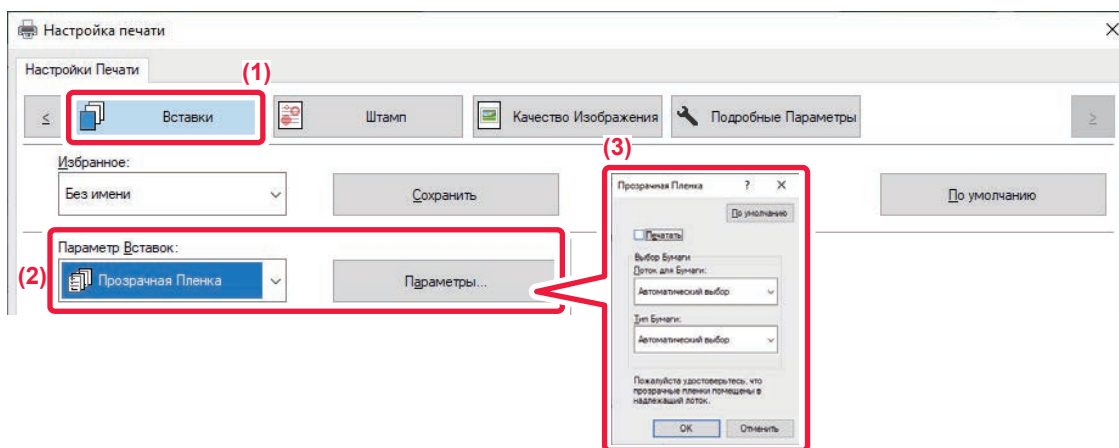 Настройка печати
Настройки Печати
(1)
<
Вставки
Штамп
Качество Изображения
Подробные Параметры
>
(3)
Избранное:
Без имени
Сохранить
По умолчанию
Параметр Вставок:
(2)
Прозрачная Пленка
Параметры...
Прозрачная Пленка
?
По умолчанию
Печатать
Выбор Бумаги
Лоток для Бумаги:
Автоматический выбор
Тип Бумаги:
Автоматический выбор
Пожалуйста удостоверьтесь, что
прозрачные пленки помещены в
надлежащий лоток.
OK
Отменить